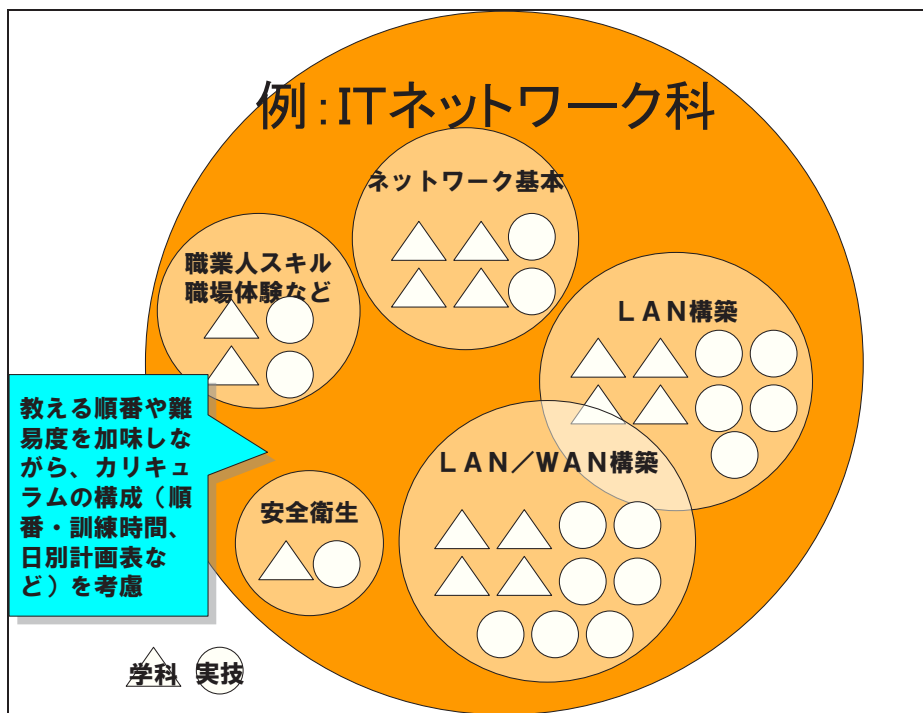 例：ITネットワーク科
ネットワーク基本
職業人スキル
職場体験など
ＬＡＮ構築
教える順番や難
易度を加味しな
がら、カリキュ
ラムの構成（順
番・訓練時間、
日別計画表な
ど）を考慮
ＬＡＮ／WAN構築
安全衛生
学科
実技